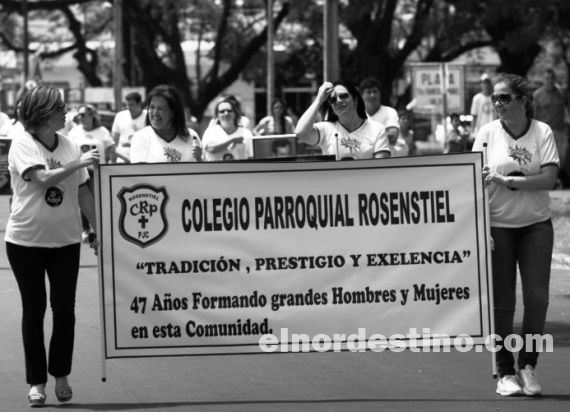 PLAZA
ROSENSTIEL
CRP
PJC
COLEGIO PARROQUIAL ROSENSTIEL
“TRADICIÓN , PRESTIGIO Y EXELENCIA”
47 Años Formando grandes Hombres y Mujeres
en esta Comunidad.
elnordestino.com